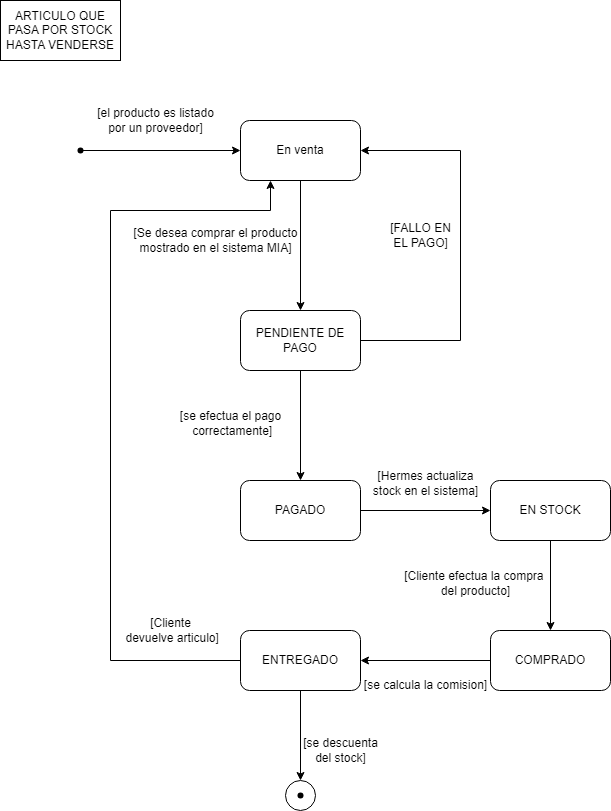 ARTICULO QUE
PASA POR STOCK
HASTA VENDERSE
[el producto es listado
por un proveedor]
En venta
[Se desea comprar el producto
mostrado en el sistema MIA]
[FALLO EN
EL PAGO]
PENDIENTE DE
PAGO
[se efectua el pago
correctamente]
PAGADO
[Hermes actualiza
stock en el sistema]
EN STOCK
[Cliente efectua la compra
del producto]
[Cliente
devuelve articulo]
ENTREGADO
COMPRADO
[se calcula la comision]
[se descuenta
del stock]